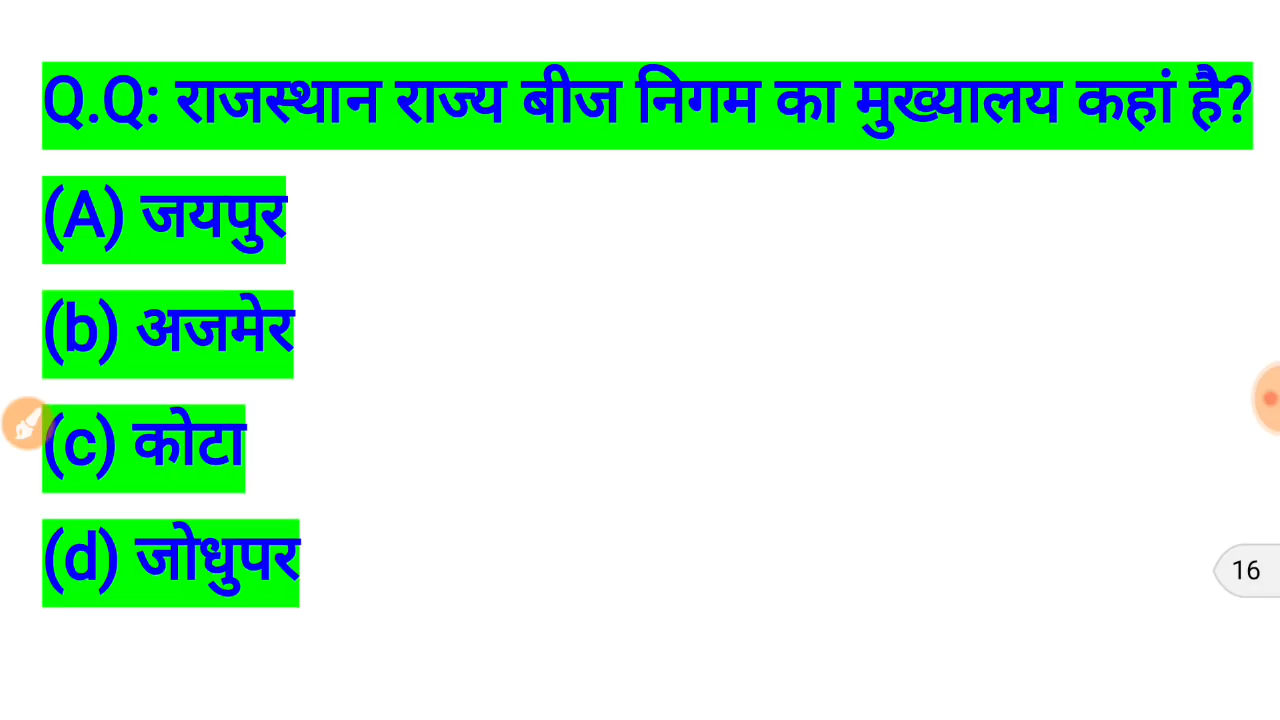 Q.Q: राजस्थान राज्य बीज निगम का मुख्यालय कहां है?
(A) जयपुर
(b) अजमेर
(c) कोटा
(d) जोधुपर
16